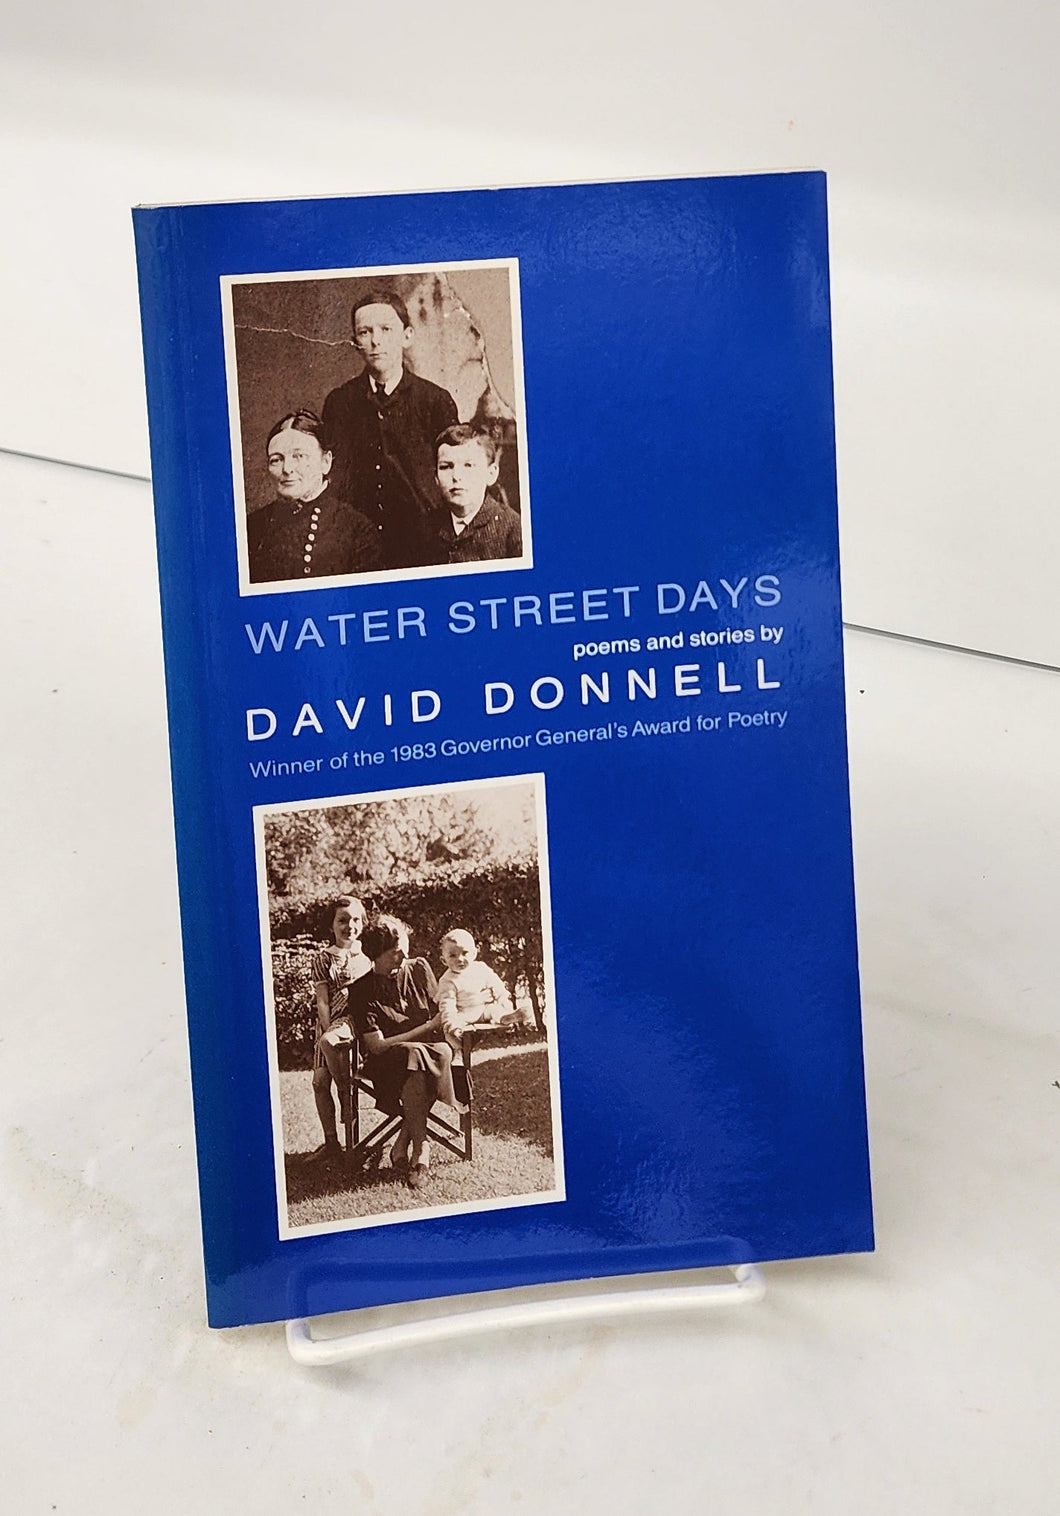 WATER STREET DAYS
poems and stories by
DAVID DONNELL
Winner of the 1983 Governor General's Award for Poetry